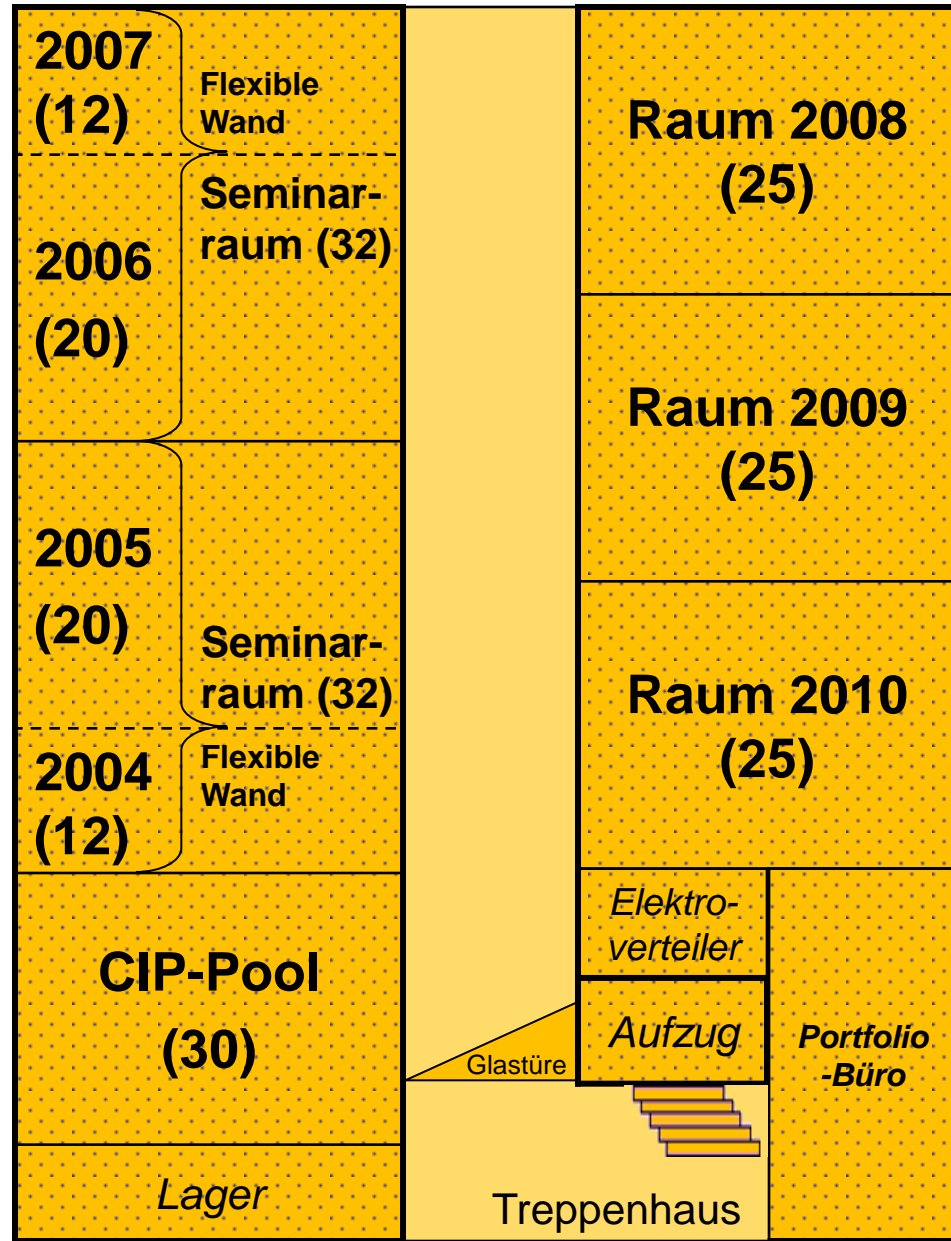 2007
(12)
Flexible
Wand
Seminar-
raum (32)
2006
(20)
2005
(20)
Seminar-
raum (32)
2004
(12)
Flexible
Wand
CIP-Pool
(30)
Lager
Glastüre
Treppenhaus
Raum 2008
(25)
Raum 2009
(25)
Raum 2010
(25)
Elektro-
verteiler
Aufzug
Portfolio
-Büro